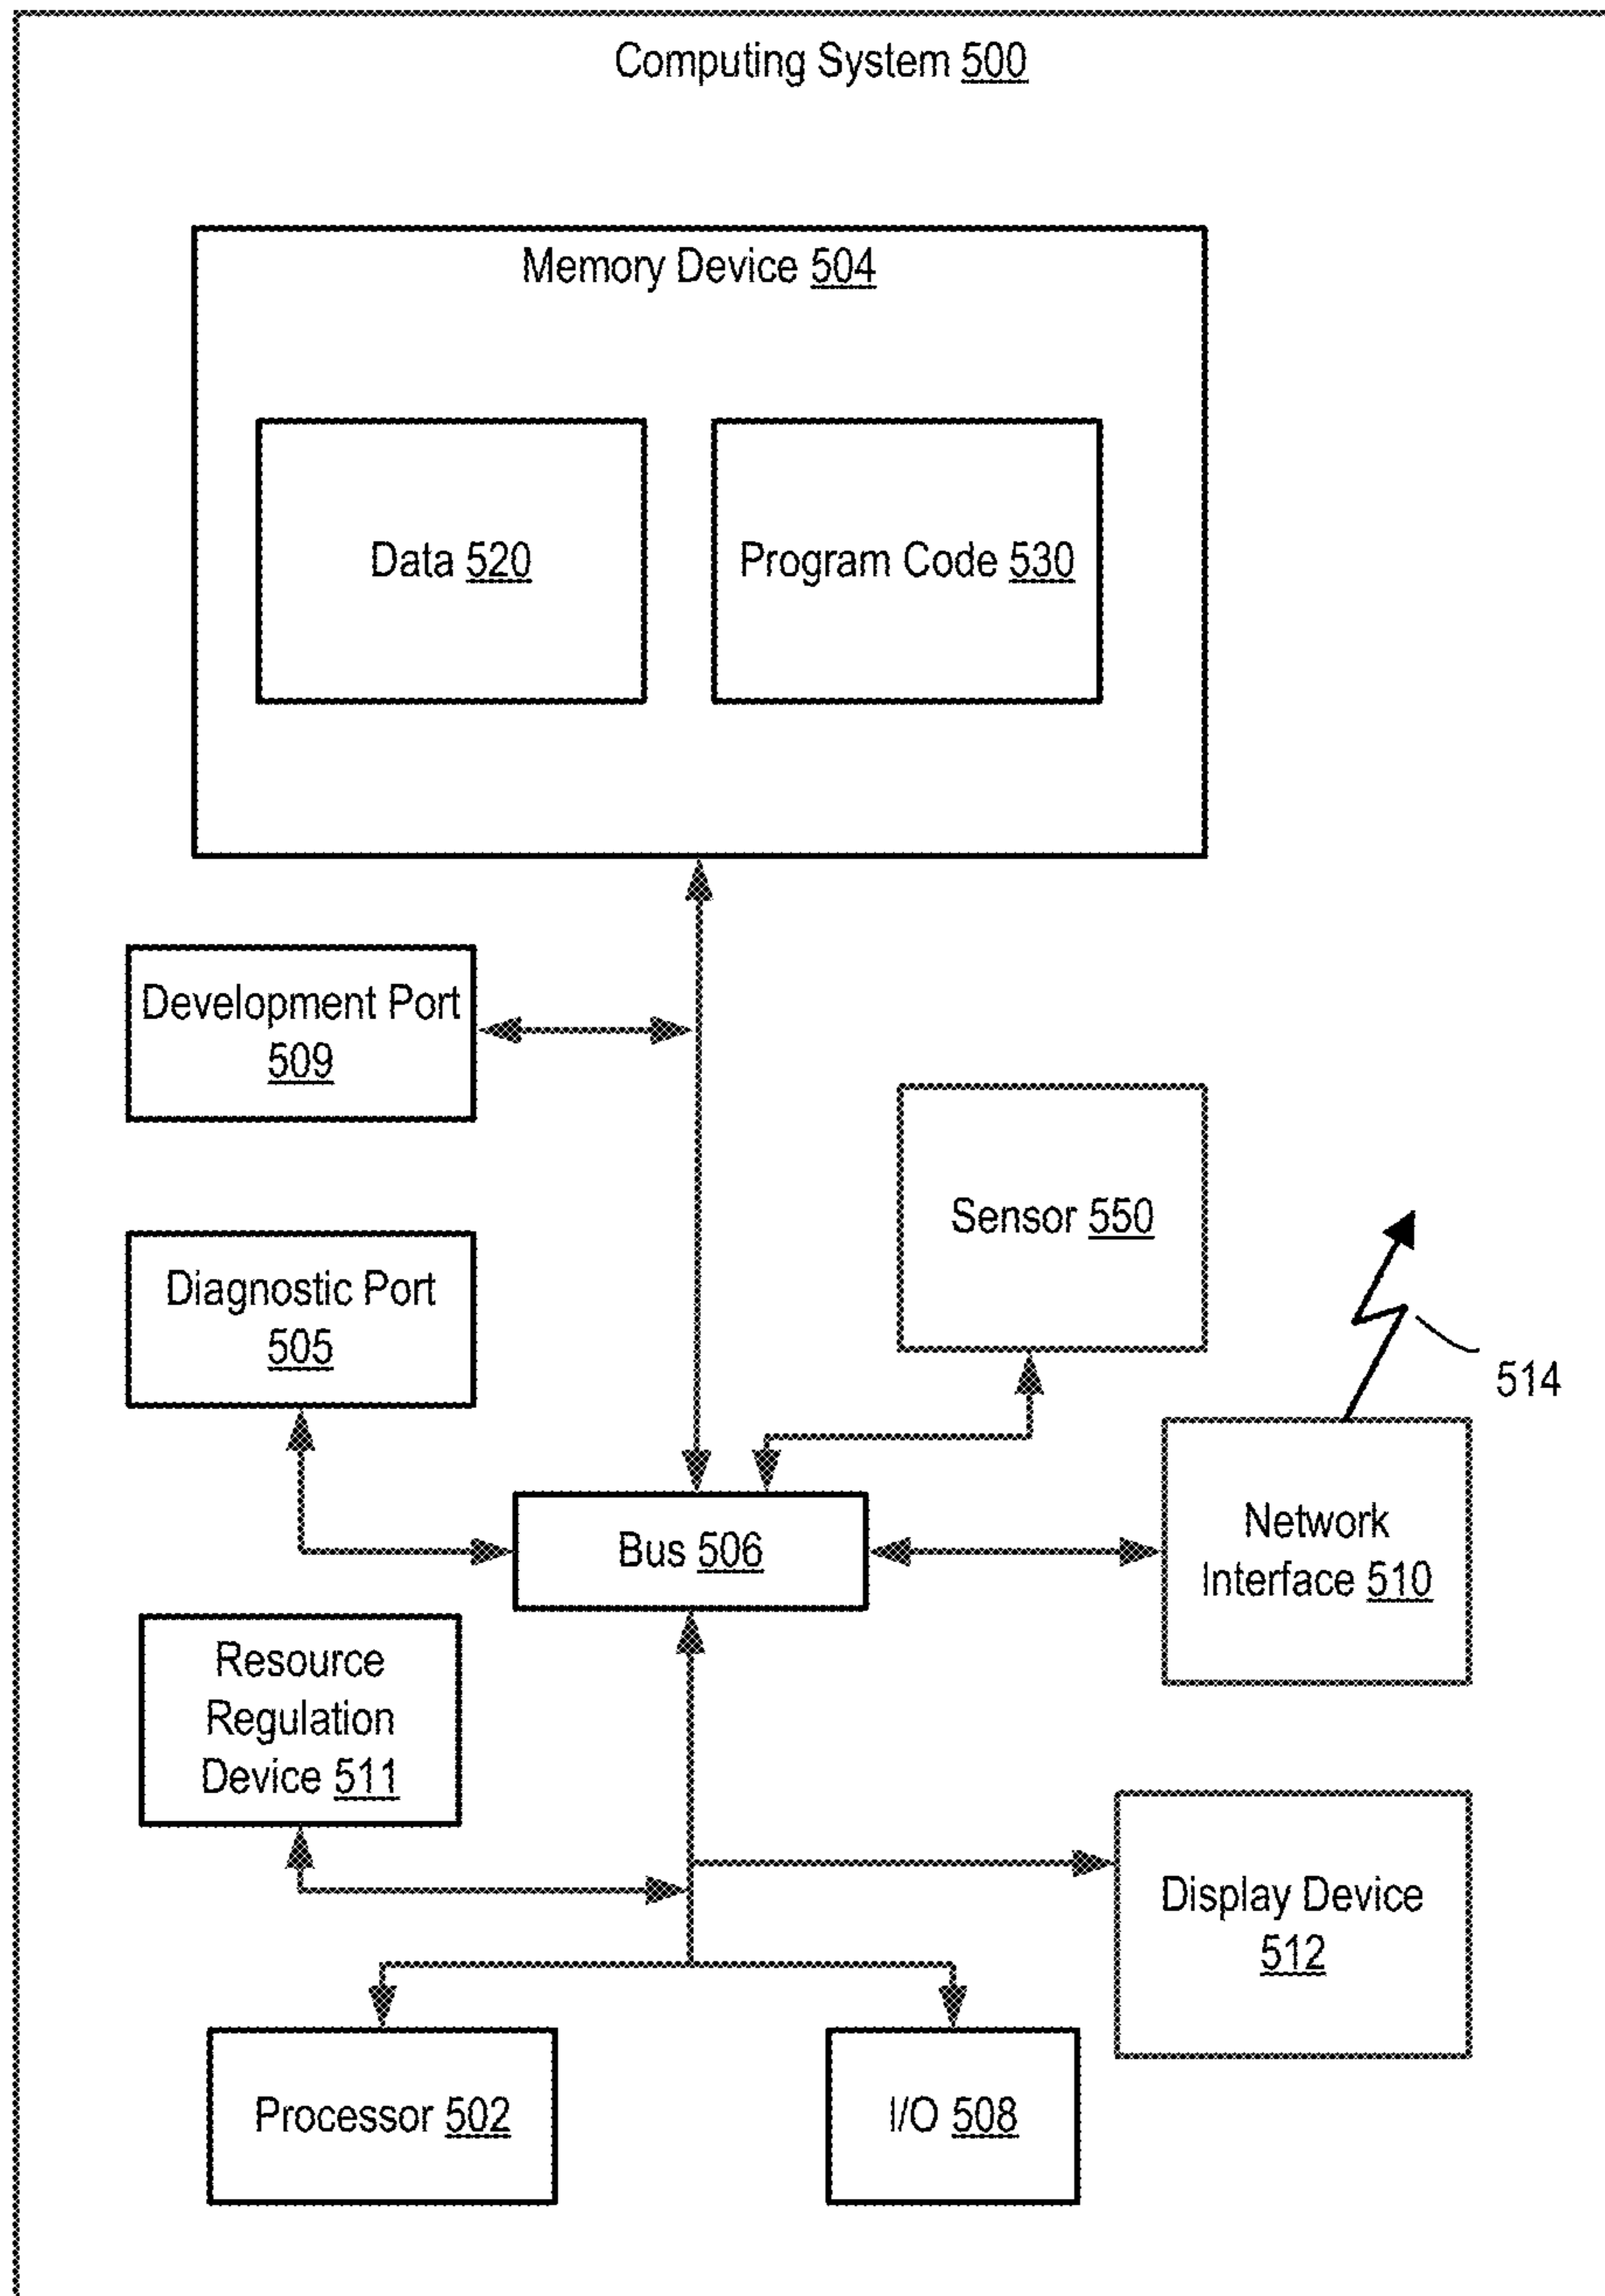 Computing System 500
Memory Device 504
Data 520
Program Code 530
Development Port
509
Sensor 550
Diagnostic Port
505
514
Bus 506
Network
Interface 510
Resource
Regulation
Device 511
Display Device
512
Processor 502
I/O 508